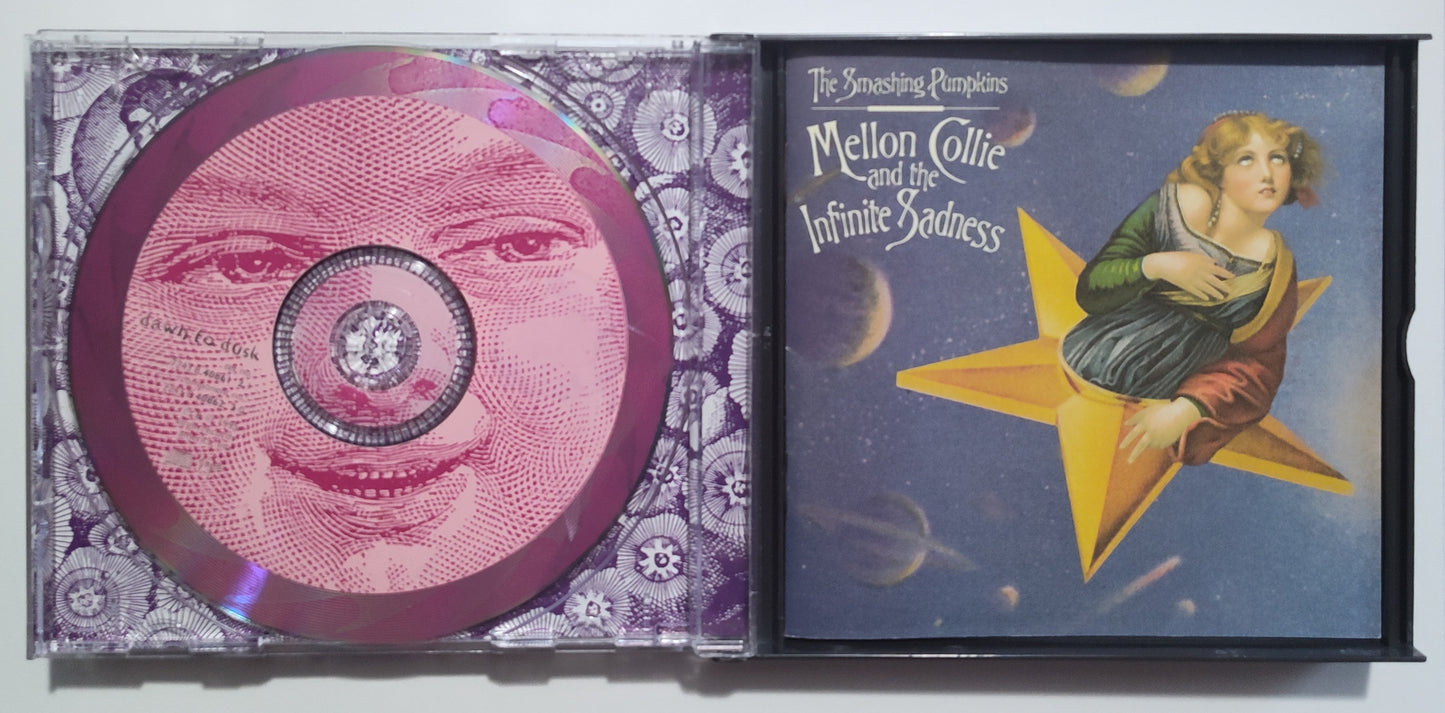 dawn to dusk
The Smashing Pumpkins
Mellon Collie
and the
Infinite Sadness